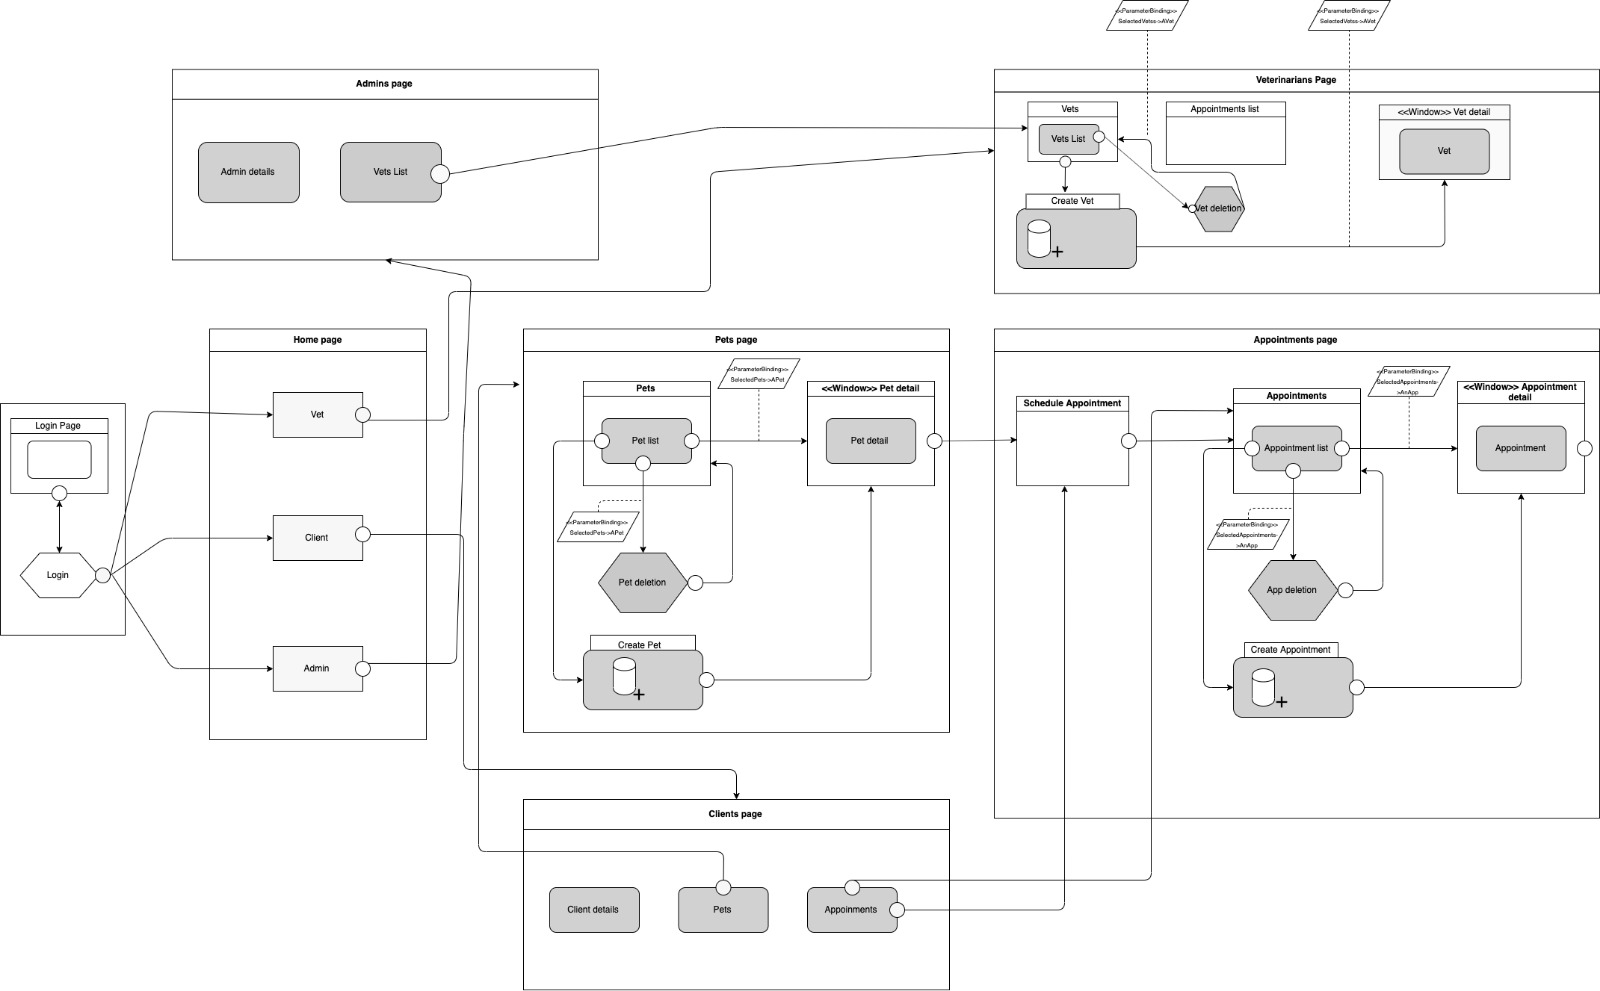 <<ParameterBinding>>
SelectedVetss->AVet
<<ParameterBinding>>
SelectedVetss->AVet
Admins page
Admin details
Vets List
Veterinarians Page
Vets
Vets List
Appointments list
<<Window>> Vet detail
Vet
Create Vet
+
Vet deletion
Login Page
Login
Home page
Vet
Client
Admin
Pets page
<<ParameterBinding>>
SelectedPets->APet
Pets
Pet list
<<Window>> Pet detail
Pet detail
<<ParameterBinding>>
SelectedPets->APet
Pet deletion
Create Pet
+
Appointments page
Schedule Appointment
<<ParameterBinding>>
SelectedAppointments-
>AnApp
Appointments
Appointment list
<<Window>> Appointment
detail
Appointment
<<ParameterBinding>>
SelectedAppointments-
>AnApp
App deletion
Create Appointment
+
Clients page
Client details
Pets
Appoinments